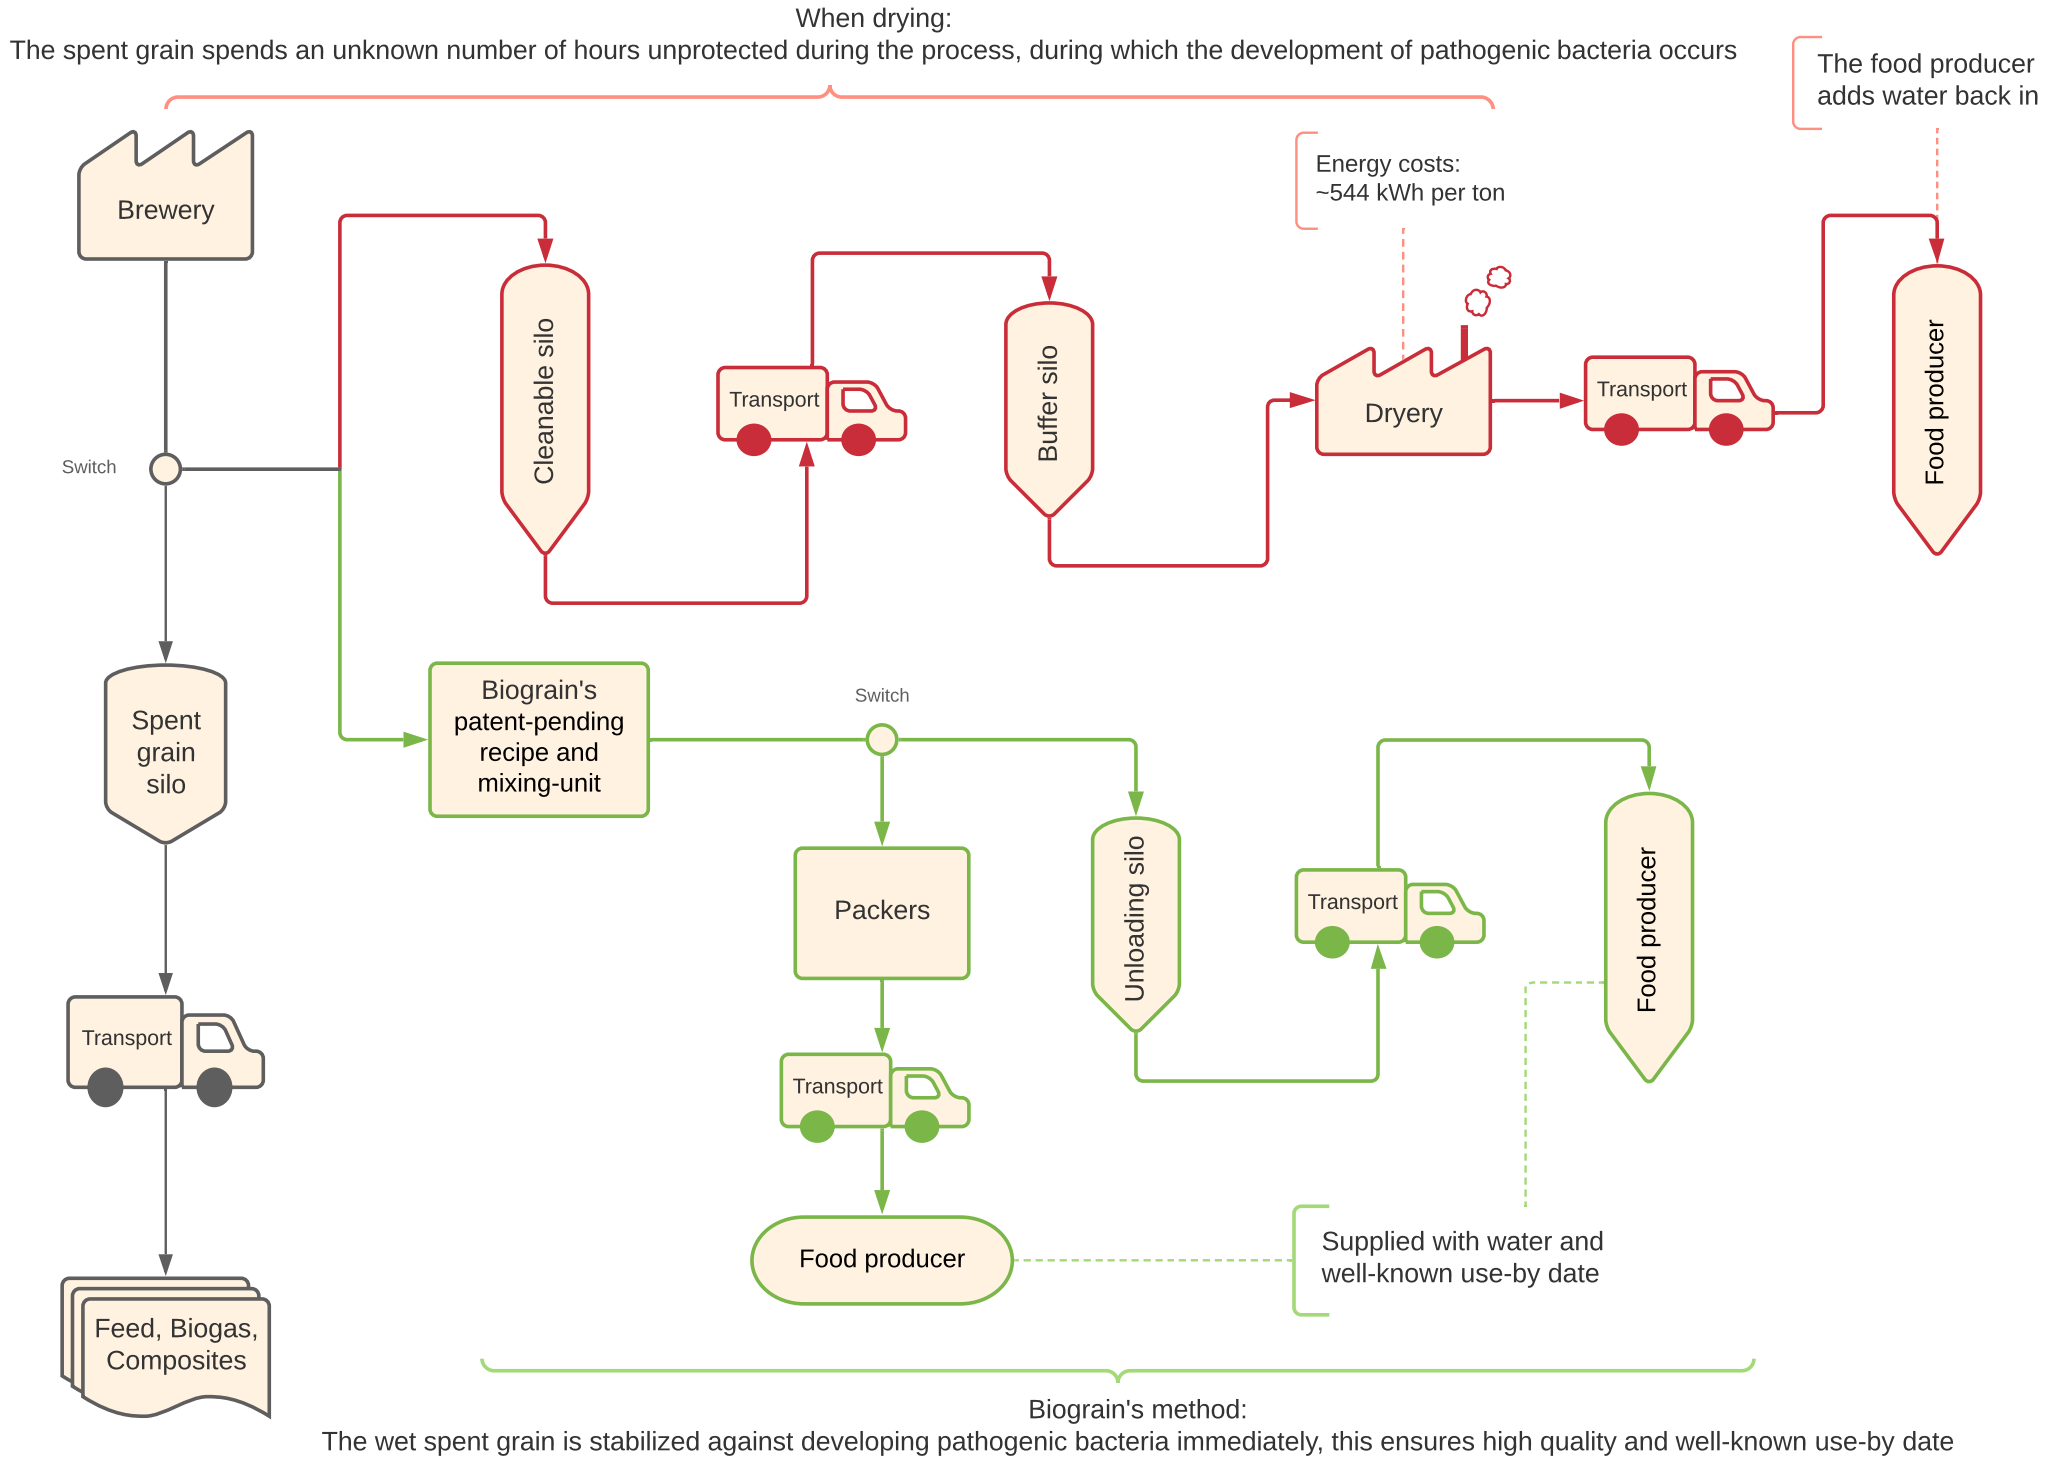 When drying:
The spent grain spends an unknown number of hours unprotected during the process, during which the development of pathogenic bacteria occurs
The food producer
adds water back in
Energy costs:
~544 kWh per ton
Brewery
Cleanable silo
Transport
Buffer silo
Dryery
Transport
Food producer
Switch
Spent
grain
silo
Biograin's
patent-pending
recipe and
mixing-unit
Switch
Packers
Unloading silo
Transport
Food producer
Transport
Transport
Food producer
Supplied with water and
well-known use-by date
Feed, Biogas,
Composites
Biograin's method:
The wet spent grain is stabilized against developing pathogenic bacteria immediately, this ensures high quality and well-known use-by date